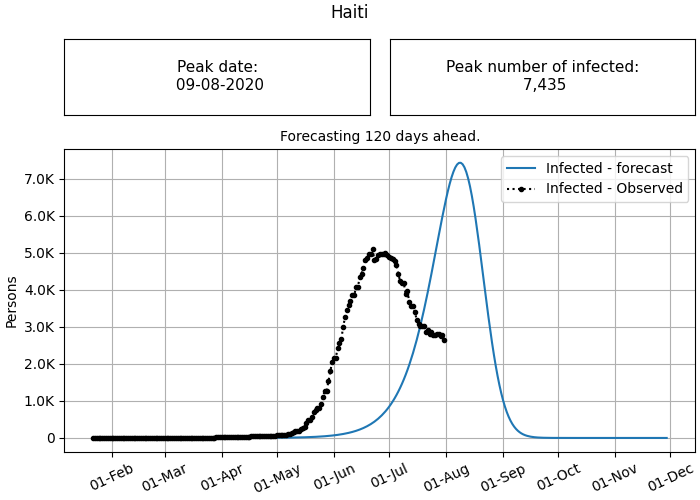 Haiti
Peak date:
09-08-2020
Peak number of infected:
7,435
Forecasting 120 days ahead.
Infected - forecast
Infected - Observed
7.0K
6.0K
5.0K
4.0K
3.0K
2.0K
1.0K
0
Persons
01-Feb
01-Mar
01-Apr
01-May
01-Jun
01-Jul
01-Aug
01-Sep
01-Oct
01-Nov
01-Dec